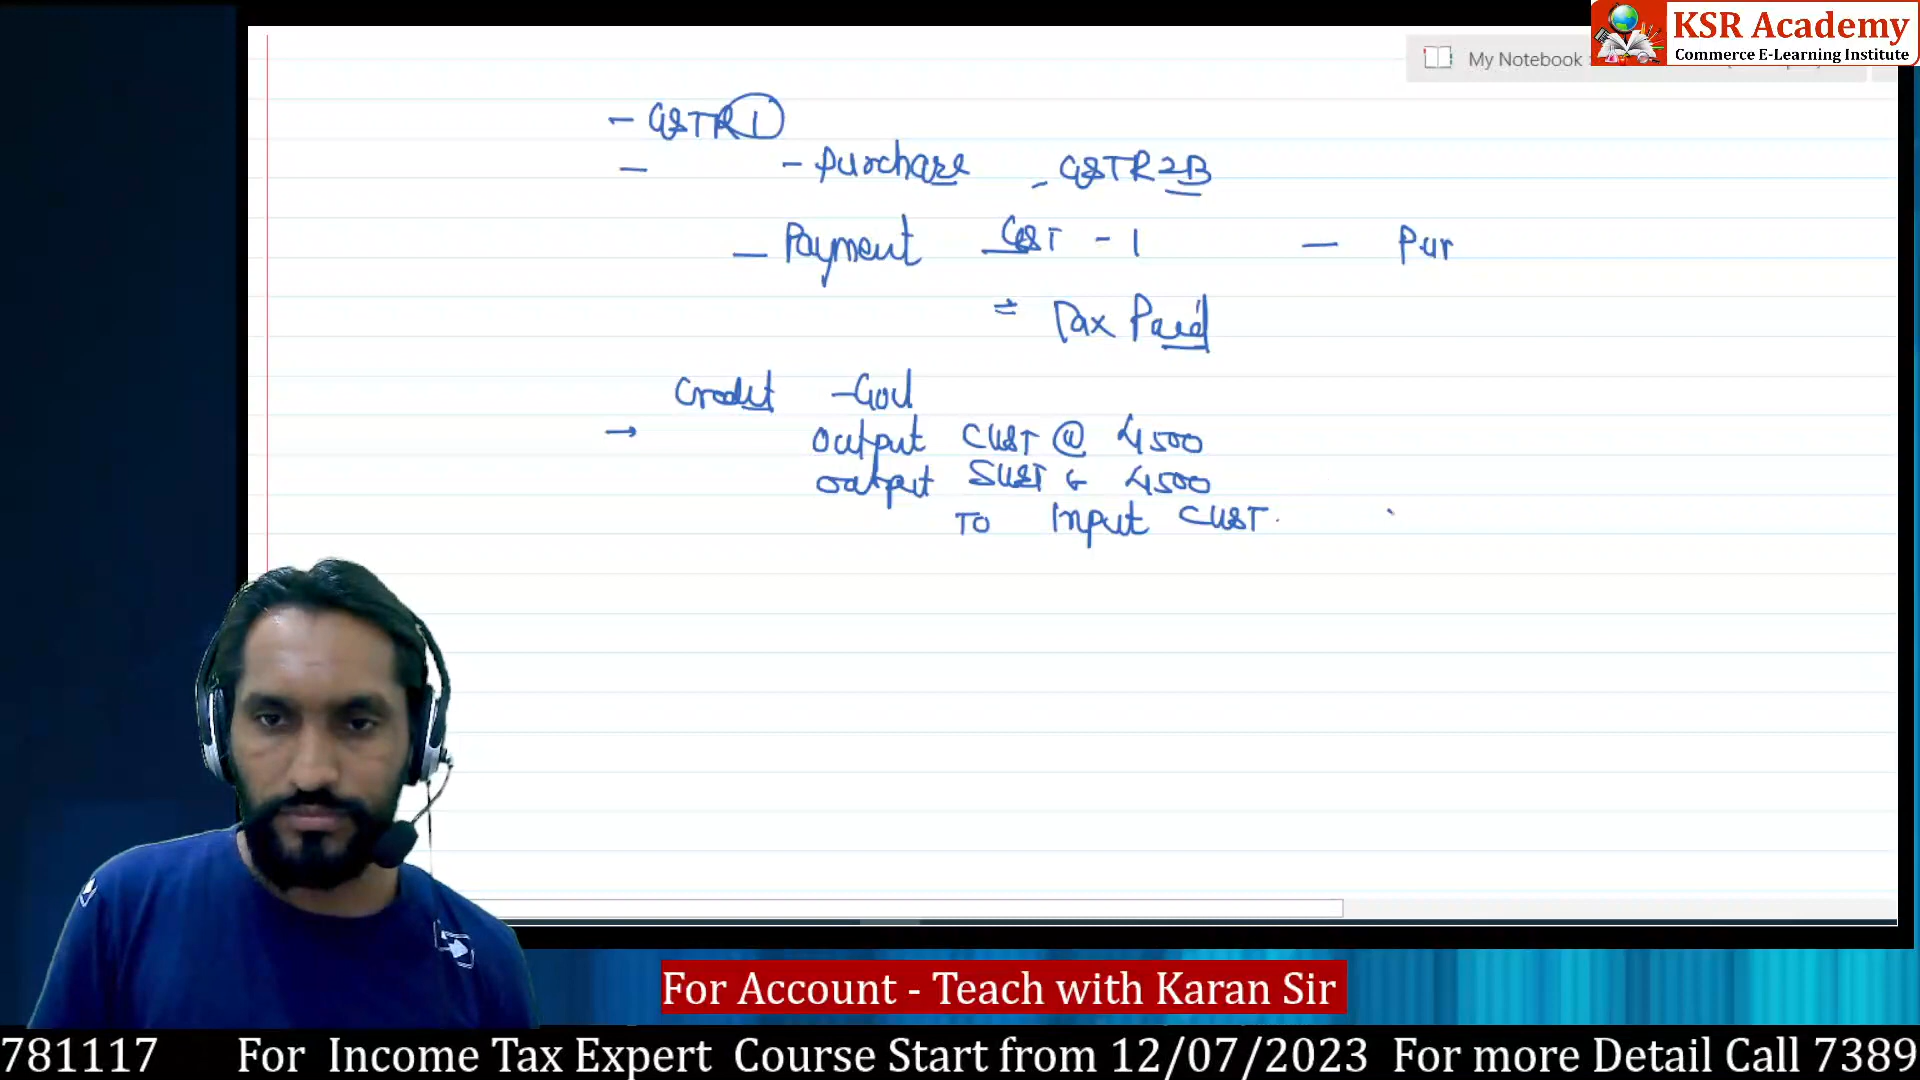 KSR Academy
Commerce E-Learning Institute
My Notebook
- GSTR 1
- - Purchase - GSTR 2B
- Payment GST - 1 - Pur
= Tax Paid
Credit - Govt
→ output CGST @ 4500
output SGST @ 4500
To Input CGST.
For Account - Teach with Karan Sir
781117 For Income Tax Expert Course Start from 12/07/2023 For more Detail Call 7389